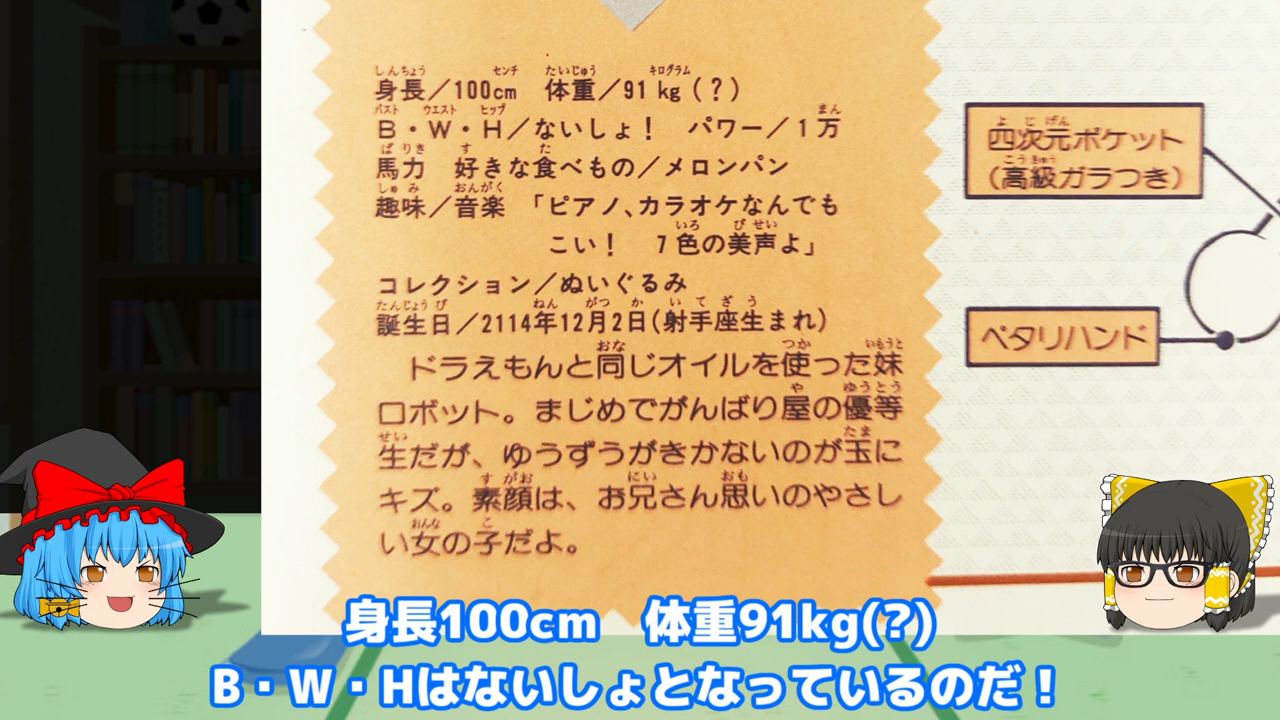 身長／100cm 体重／91kg（？）
B・W・H／ないしょ！ パワー／1万
馬力 好きな食べもの／メロンパン
趣味／音楽 「ピアノ、カラオケなんでも
こい！ 7色の美声よ」
コレクション／ぬいぐるみ
誕生日／2114年12月2日（射手座生まれ）
ドラえもんと同じオイルを使った妹
ロボット。まじめでがんばり屋の優等
生だが、ゆうずうがきかないのが玉に
キズ。素顔は、お兄さん思いのやさし
い女の子だよ。
四次元ポケット
（高級ガラつき）
ペタリハンド
身長100cm 体重91kg(?)
B・W・Hはないしょとなっているのだ！